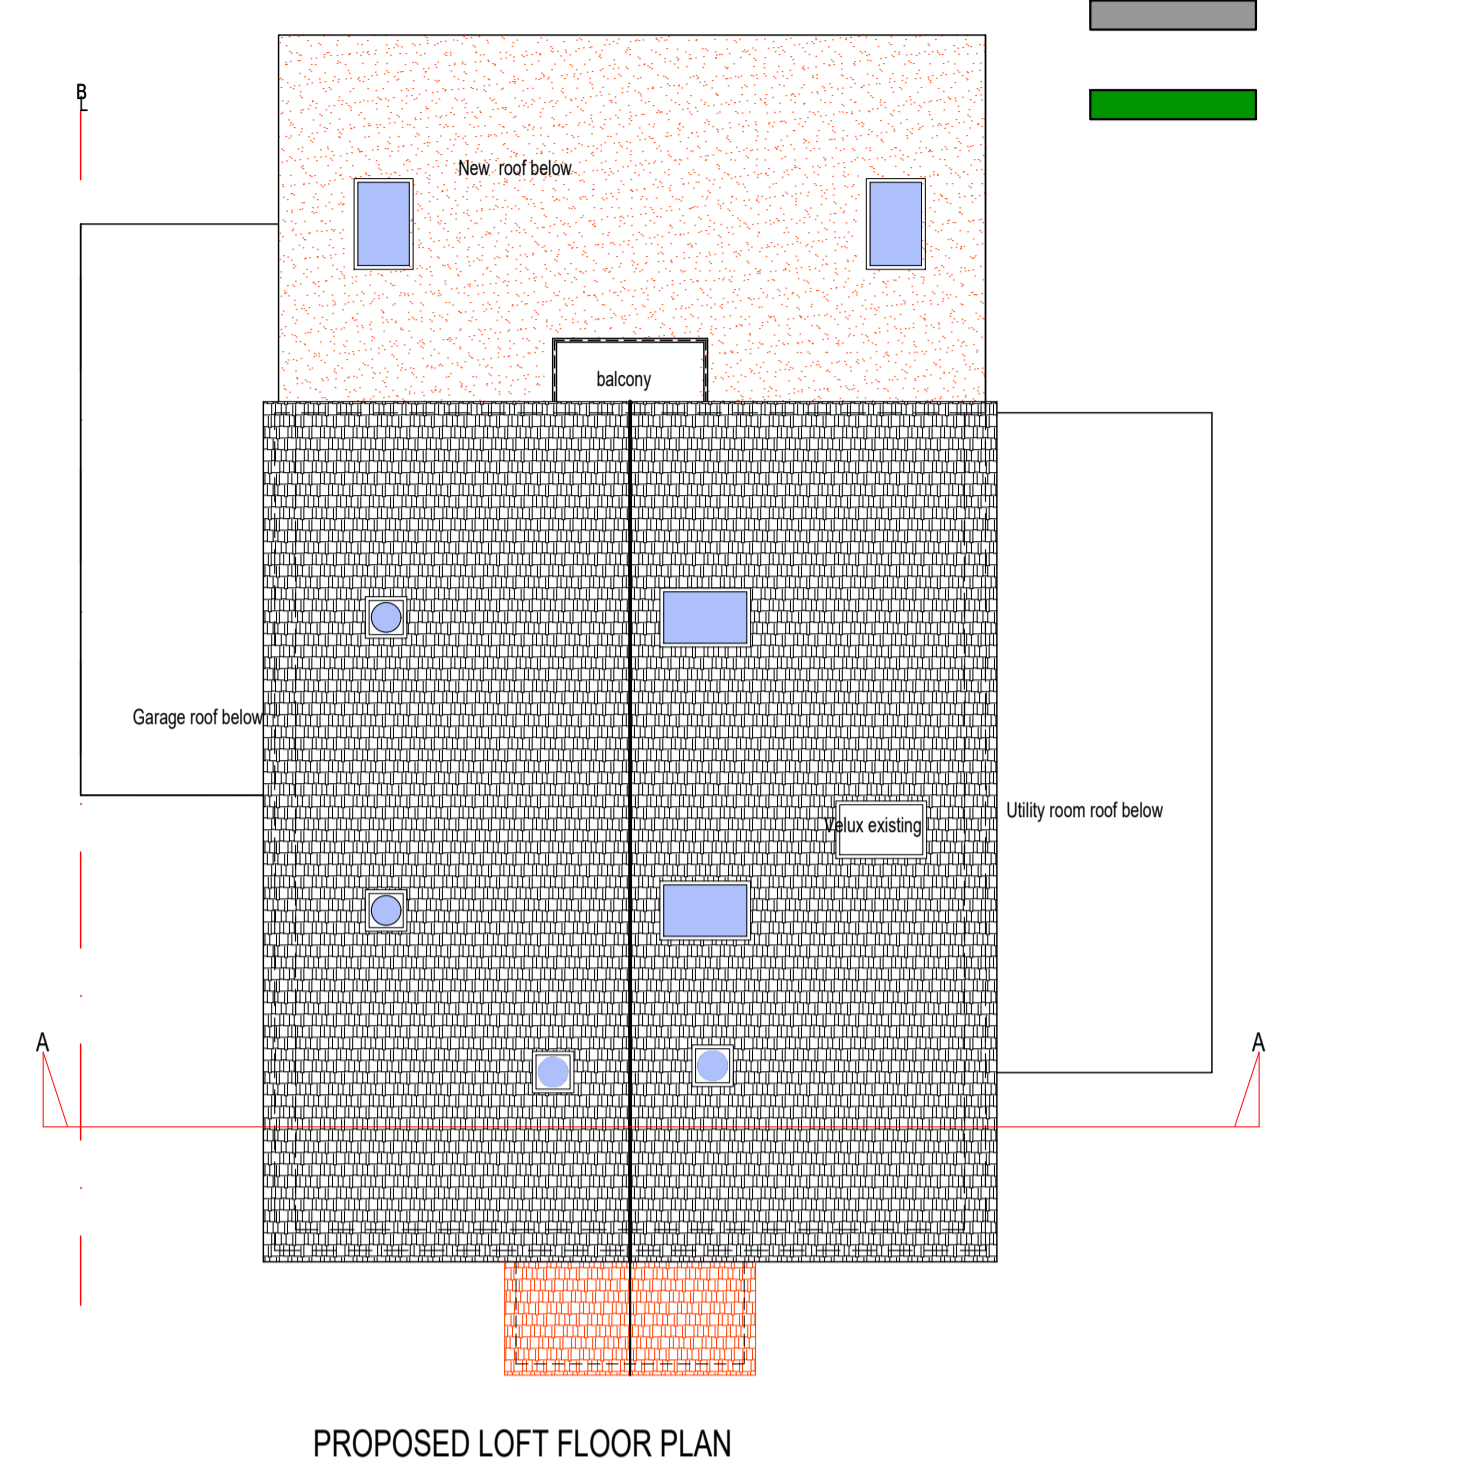 B
L
New roof below
balcony
Garage roof below
Utility room roof below
Velux existing
A
A
PROPOSED LOFT FLOOR PLAN